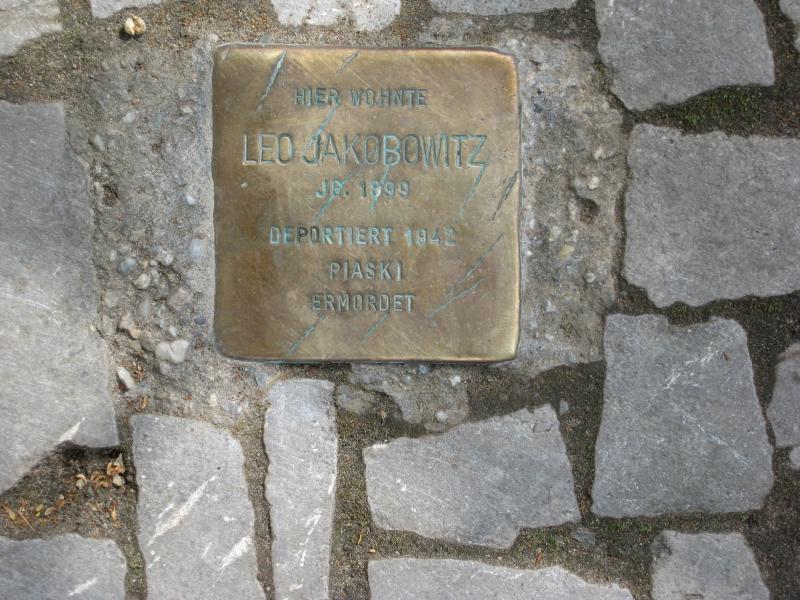 HIER WOHNTE
LEO JAKOBOWITZ
JG. 1899
DEPORTIERT 1942
PIASKI
ERMORDET